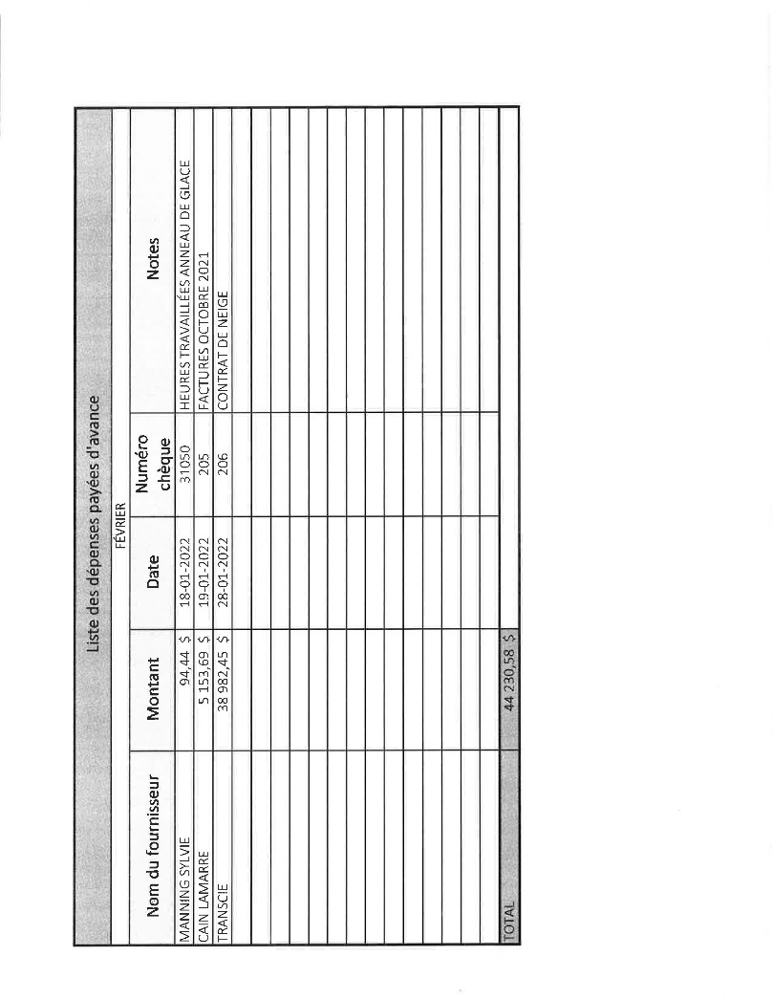 Liste des dépenses payées d'avance
FÉVRIER
Nom du fournisseur Montant Date Numéro chèque Notes
MANNING SYLVIE 94,44 $ 18-01-2022 31050 HEURES TRAVAILLÉES ANNEAU DE GLACE
CAIN LAMARRE 5 153,69 $ 19-01-2022 205 FACTURES OCTOBRE 2021
TRANSCIE 38 982,45 $ 28-01-2022 206 CONTRAT DE NEIGE
TOTAL 44 230,58 $